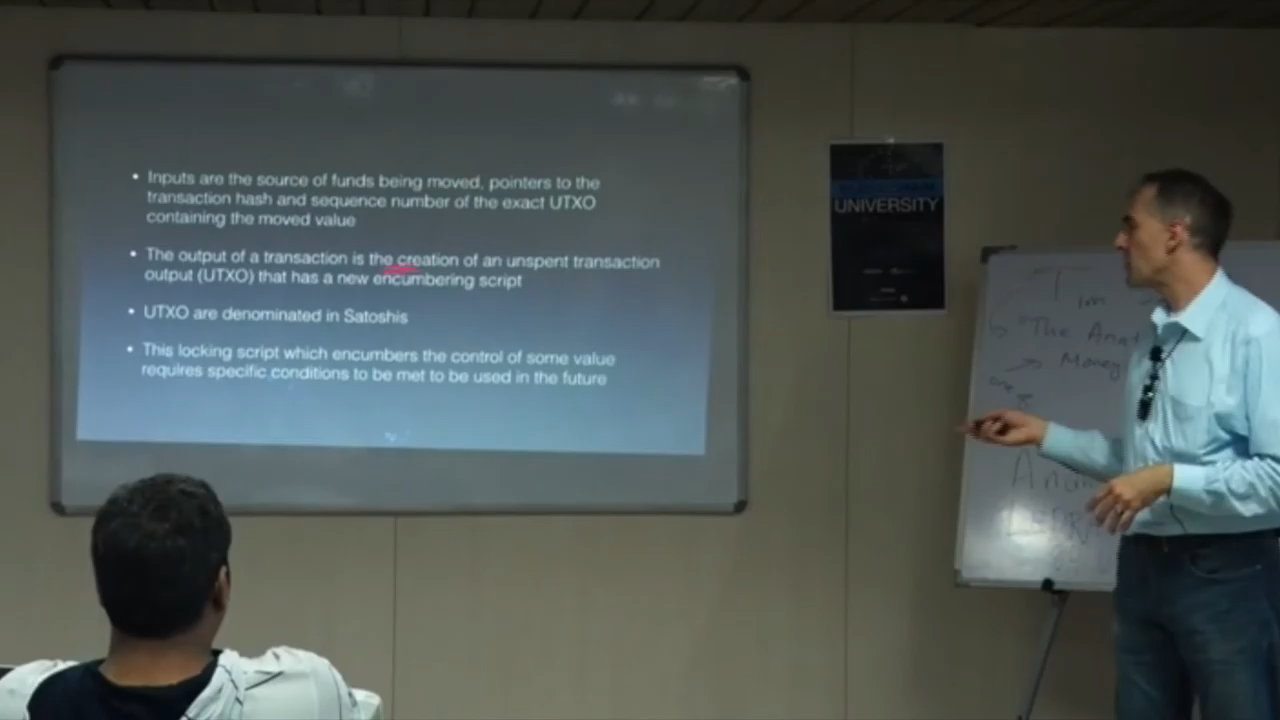 • Inputs are the source of funds being moved, pointers to the
transaction hash and sequence number of the exact UTXO
containing the moved value
• The output of a transaction is the creation of an unspent transaction
output (UTXO) that has a new encumbering script
• UTXO are denominated in Satoshis
• This locking script which encumbers the control of some value
requires specific conditions to be met to be used in the future
UNIVERSITY
im
"The Anat
→ Money